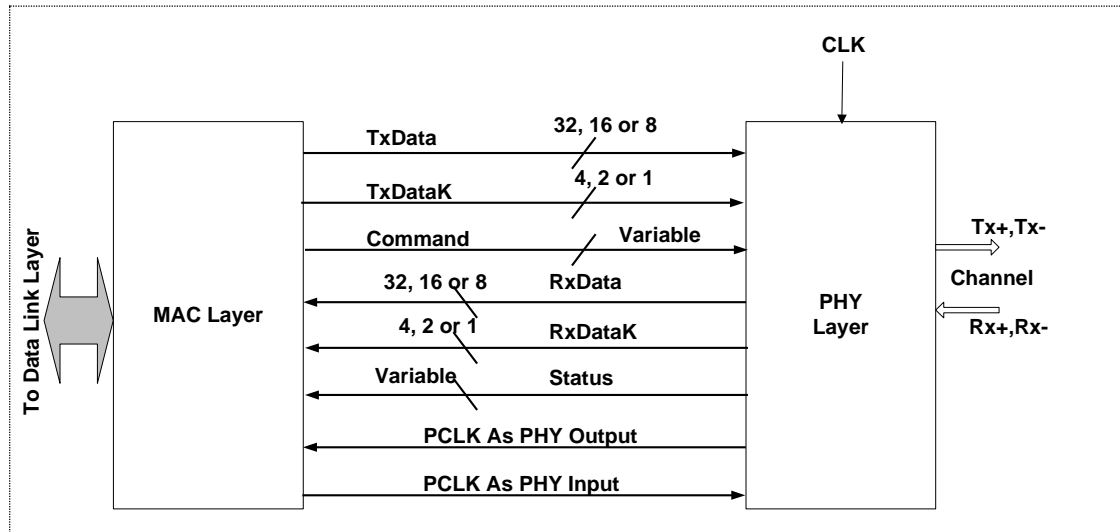 CLK
32, 16 or 8
TxData
4, 2 or 1
TxDataK
Command
Variable
Tx+,Tx-
32, 16 or 8
RxData
Channel
To Data Link Layer
MAC Layer
PHY
Layer
4, 2 or 1
RxDataK
Rx+,Rx-
Variable
Status
PCLK As PHY Output
PCLK As PHY Input